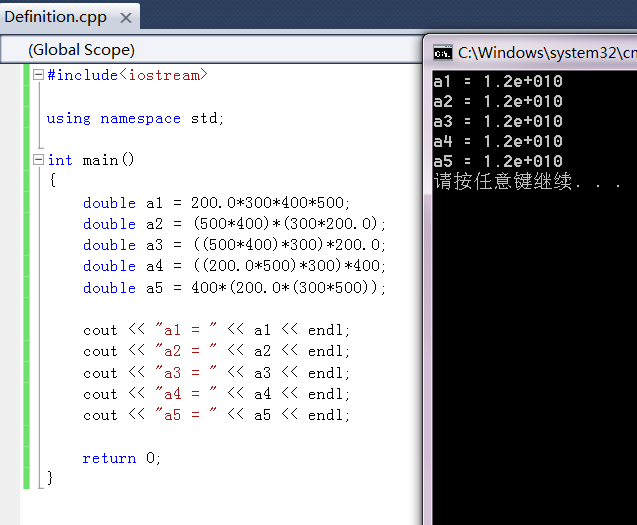 Definition.cpp
(Global Scope)
#include<iostream>
using namespace std;
int main()
{
double a1 = 200.0*300*400*500;
double a2 = (500*400)*(300*200.0);
double a3 = ((500*400)*300)*200.0;
double a4 = ((200.0*500)*300)*400;
double a5 = 400*(200.0*(300*500));
cout << "a1 = " << a1 << endl;
cout << "a2 = " << a2 << endl;
cout << "a3 = " << a3 << endl;
cout << "a4 = " << a4 << endl;
cout << "a5 = " << a5 << endl;
return 0;
}
C:\Windows\system32\cm
a1 = 1.2e+010
a2 = 1.2e+010
a3 = 1.2e+010
a4 = 1.2e+010
a5 = 1.2e+010
请按任意键继续. . .